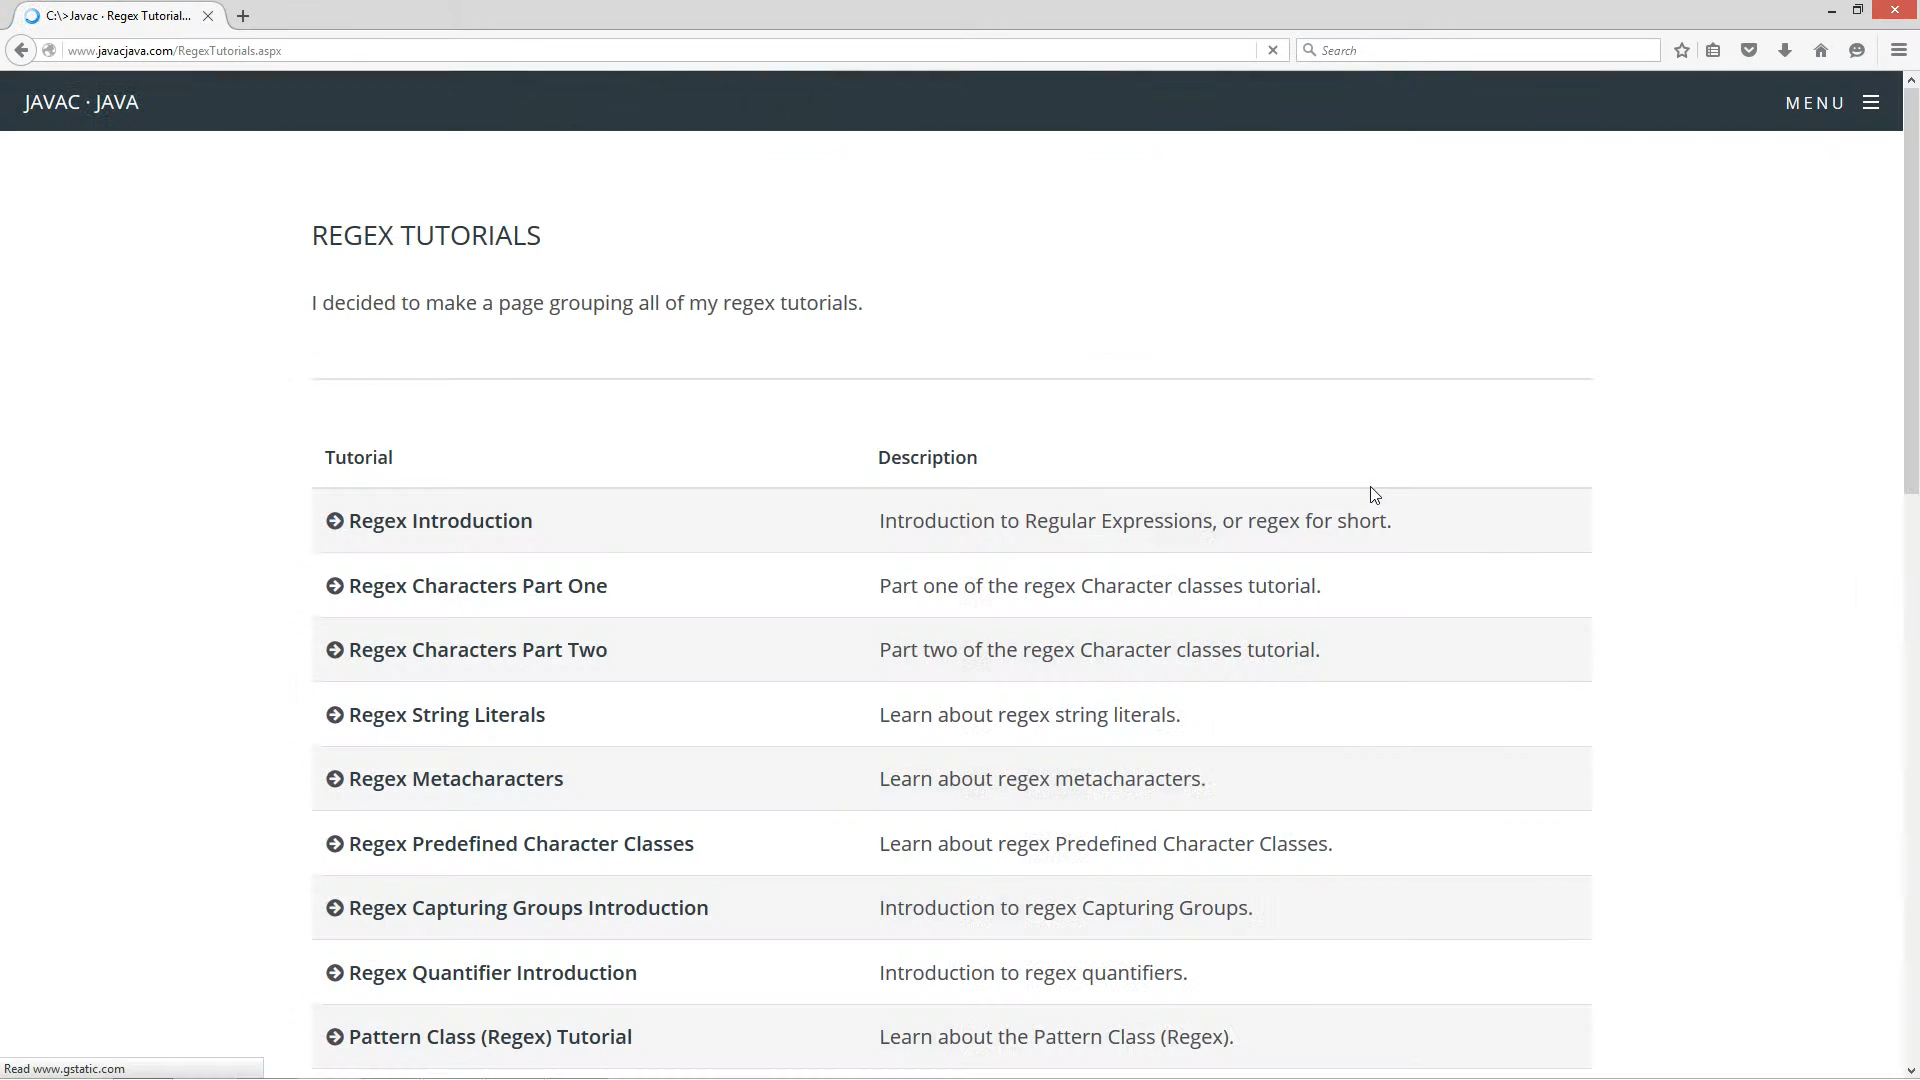 C:\>Javac · Regex Tutorial...
www.javacjava.com/RegexTutorials.aspx
Search
JAVAC · JAVA
MENU
REGEX TUTORIALS
I decided to make a page grouping all of my regex tutorials.
Tutorial Description
Regex Introduction Introduction to Regular Expressions, or regex for short.
Regex Characters Part One Part one of the regex Character classes tutorial.
Regex Characters Part Two Part two of the regex Character classes tutorial.
Regex String Literals Learn about regex string literals.
Regex Metacharacters Learn about regex metacharacters.
Regex Predefined Character Classes Learn about regex Predefined Character Classes.
Regex Capturing Groups Introduction Introduction to regex Capturing Groups.
Regex Quantifier Introduction Introduction to regex quantifiers.
Pattern Class (Regex) Tutorial Learn about the Pattern Class (Regex).
Read www.gstatic.com